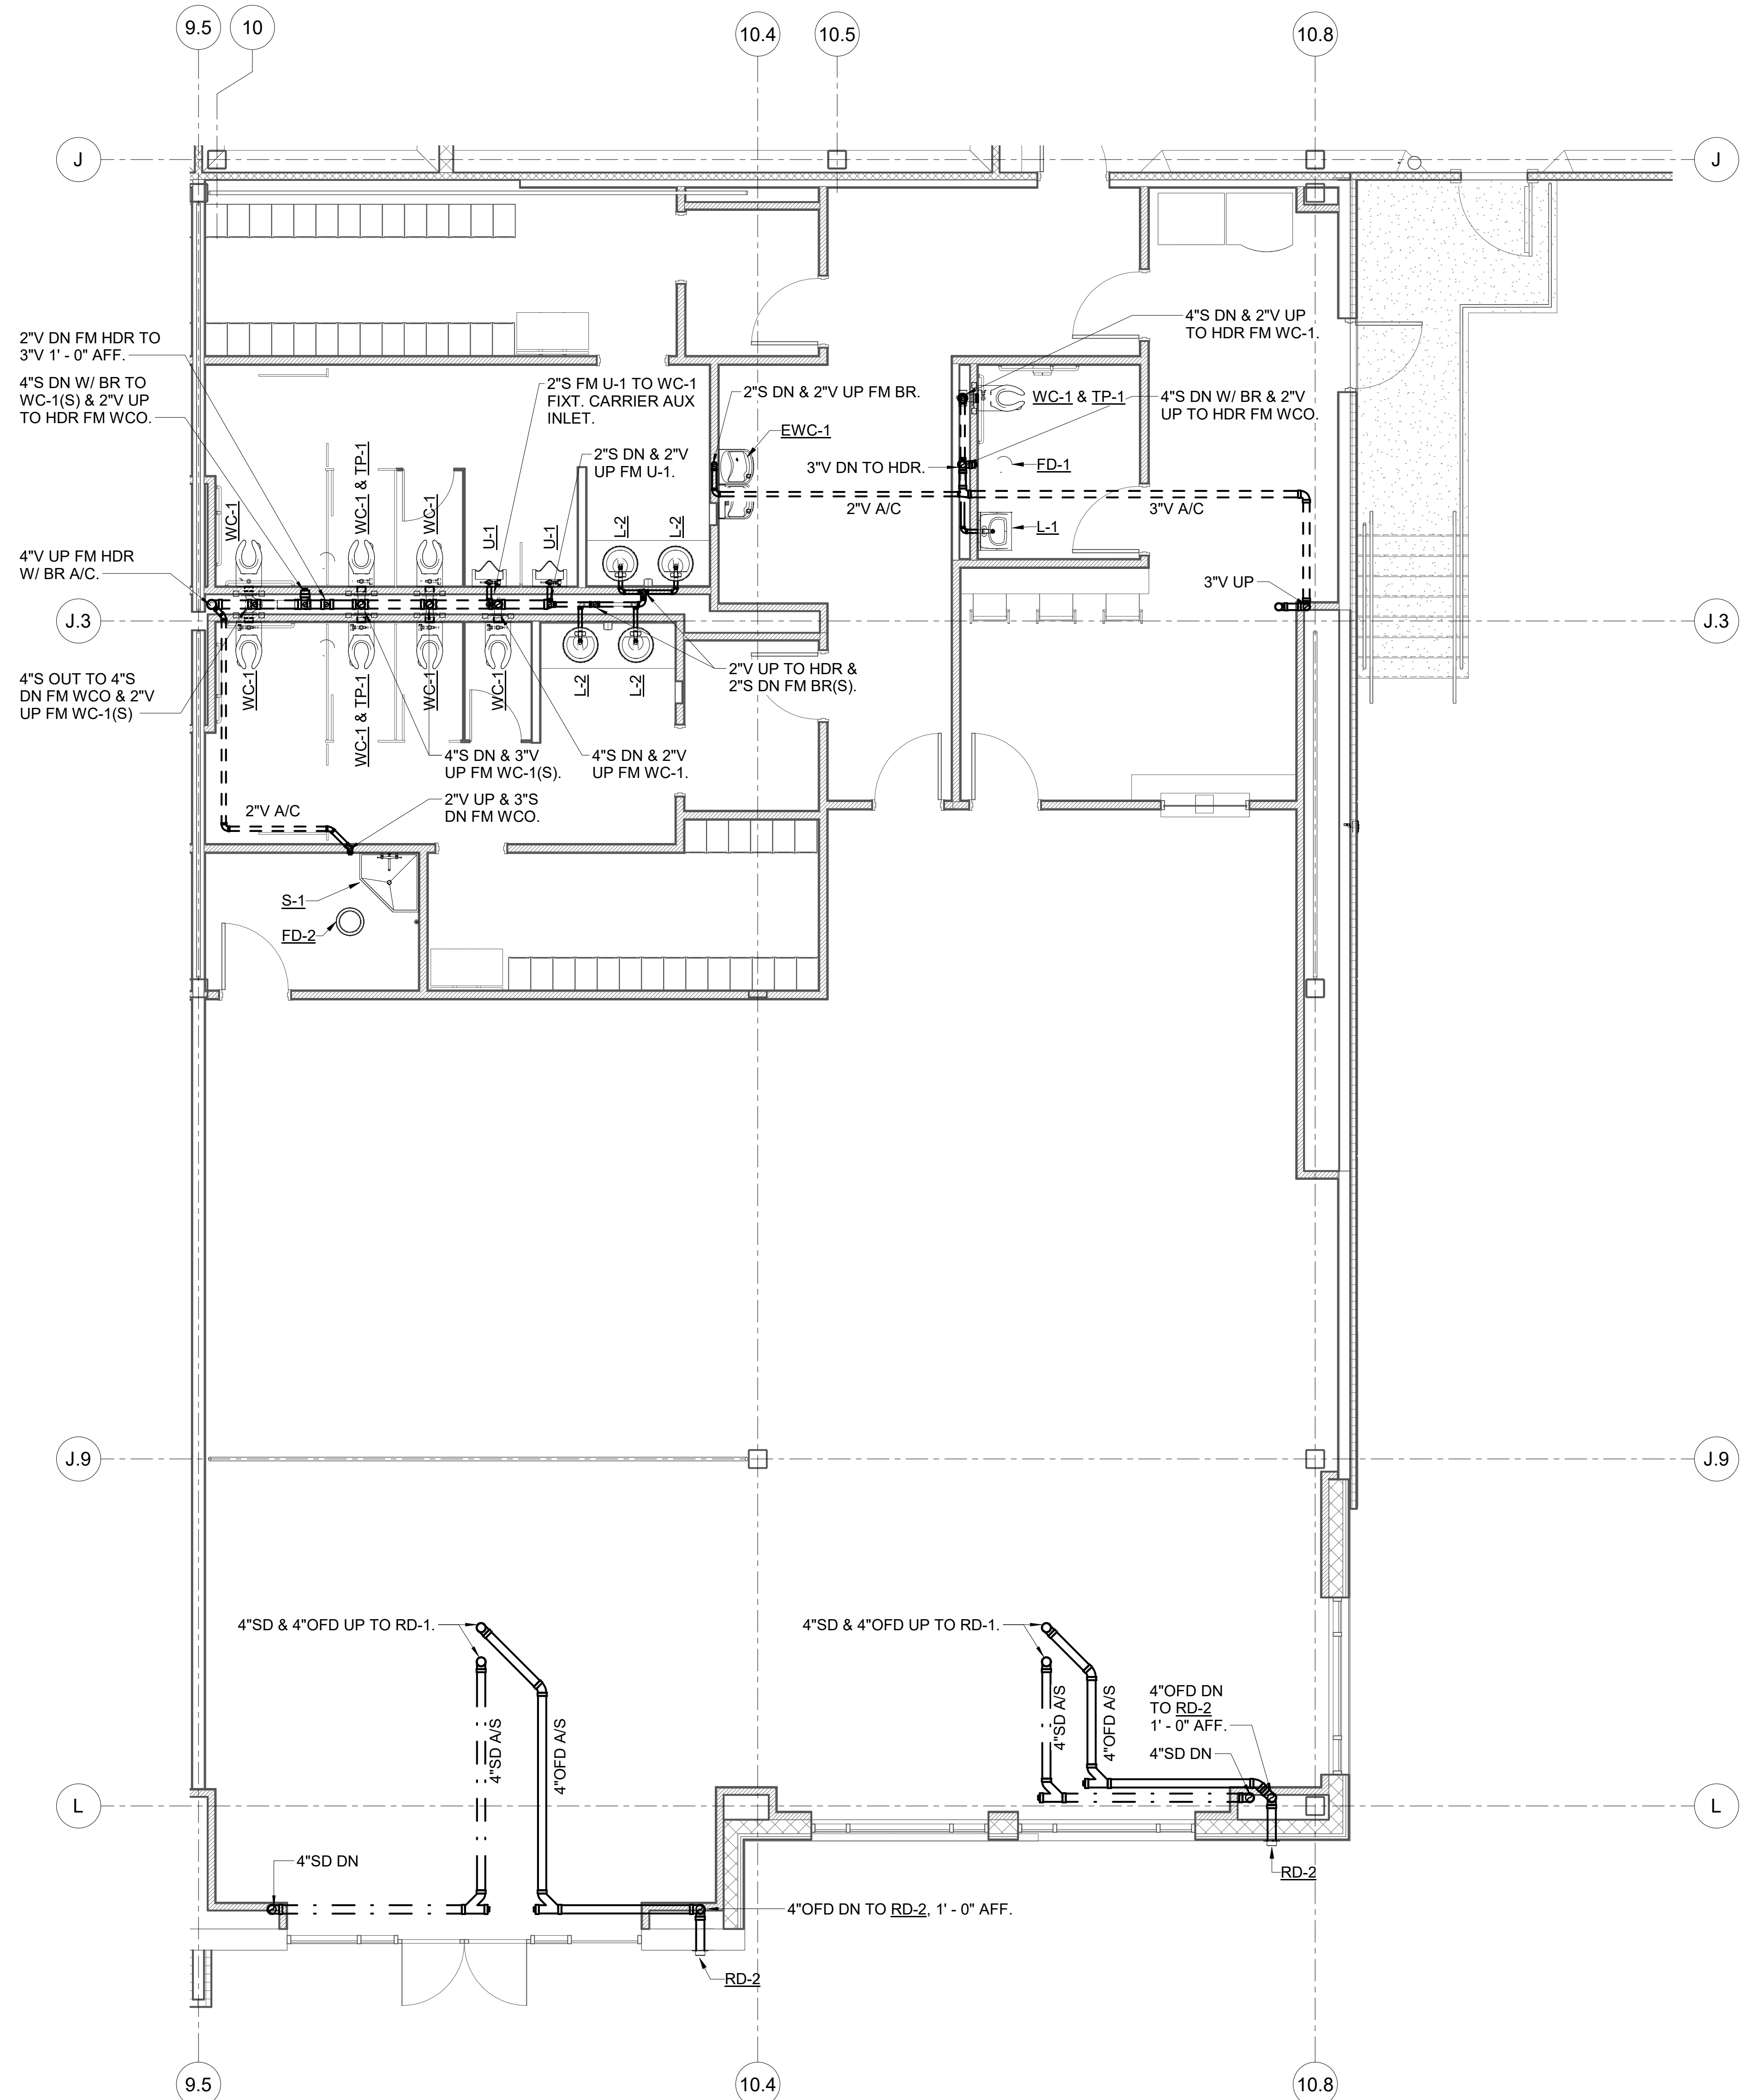 9.5
10
10.4
10.5
10.8
J
J
2"V DN FM HDR TO
3"V 1' - 0" AFF.
4"S DN W/ BR TO
WC-1(S) & 2"V UP
TO HDR FM WCO.
4"V UP FM HDR
W/ BR A/C.
J.3
4"S OUT TO 4"S
DN FM WCO & 2"V
UP FM WC-1(S)
WC-1
WC-1 & TP-1
WC-1
U-1
U-1
L-2
L-2
2"S FM U-1 TO WC-1
FIXT. CARRIER AUX
INLET.
2"S DN & 2"V
UP FM U-1.
2"S DN & 2"V UP FM BR.
EWC-1
3"V DN TO HDR.
2"V A/C
4"S DN & 2"V UP
TO HDR FM WC-1.
WC-1 & TP-1
4"S DN W/ BR & 2"V
UP TO HDR FM WCO.
FD-1
3"V A/C
L-1
3"V UP
J.3
WC-1
WC-1 & TP-1
WC-1
WC-1
L-2
L-2
2"V UP TO HDR &
2"S DN FM BR(S).
4"S DN & 3"V
UP FM WC-1(S).
4"S DN & 2"V
UP FM WC-1.
2"V A/C
2"V UP & 3"S
DN FM WCO.
S-1
FD-2
J.9
J.9
4"SD & 4"OFD UP TO RD-1.
4"SD A/S
4"OFD A/S
4"SD & 4"OFD UP TO RD-1.
4"SD A/S
4"OFD A/S
4"OFD DN
TO RD-2
1' - 0" AFF.
4"SD DN
L
L
4"SD DN
4"OFD DN TO RD-2, 1' - 0" AFF.
RD-2
RD-2
9.5
10.4
10.8